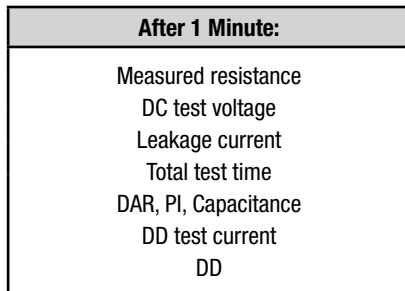 After 1 Minute:
Measured resistance
DC test voltage
Leakage current
Total test time
DAR, PI, Capacitance
DD test current
DD